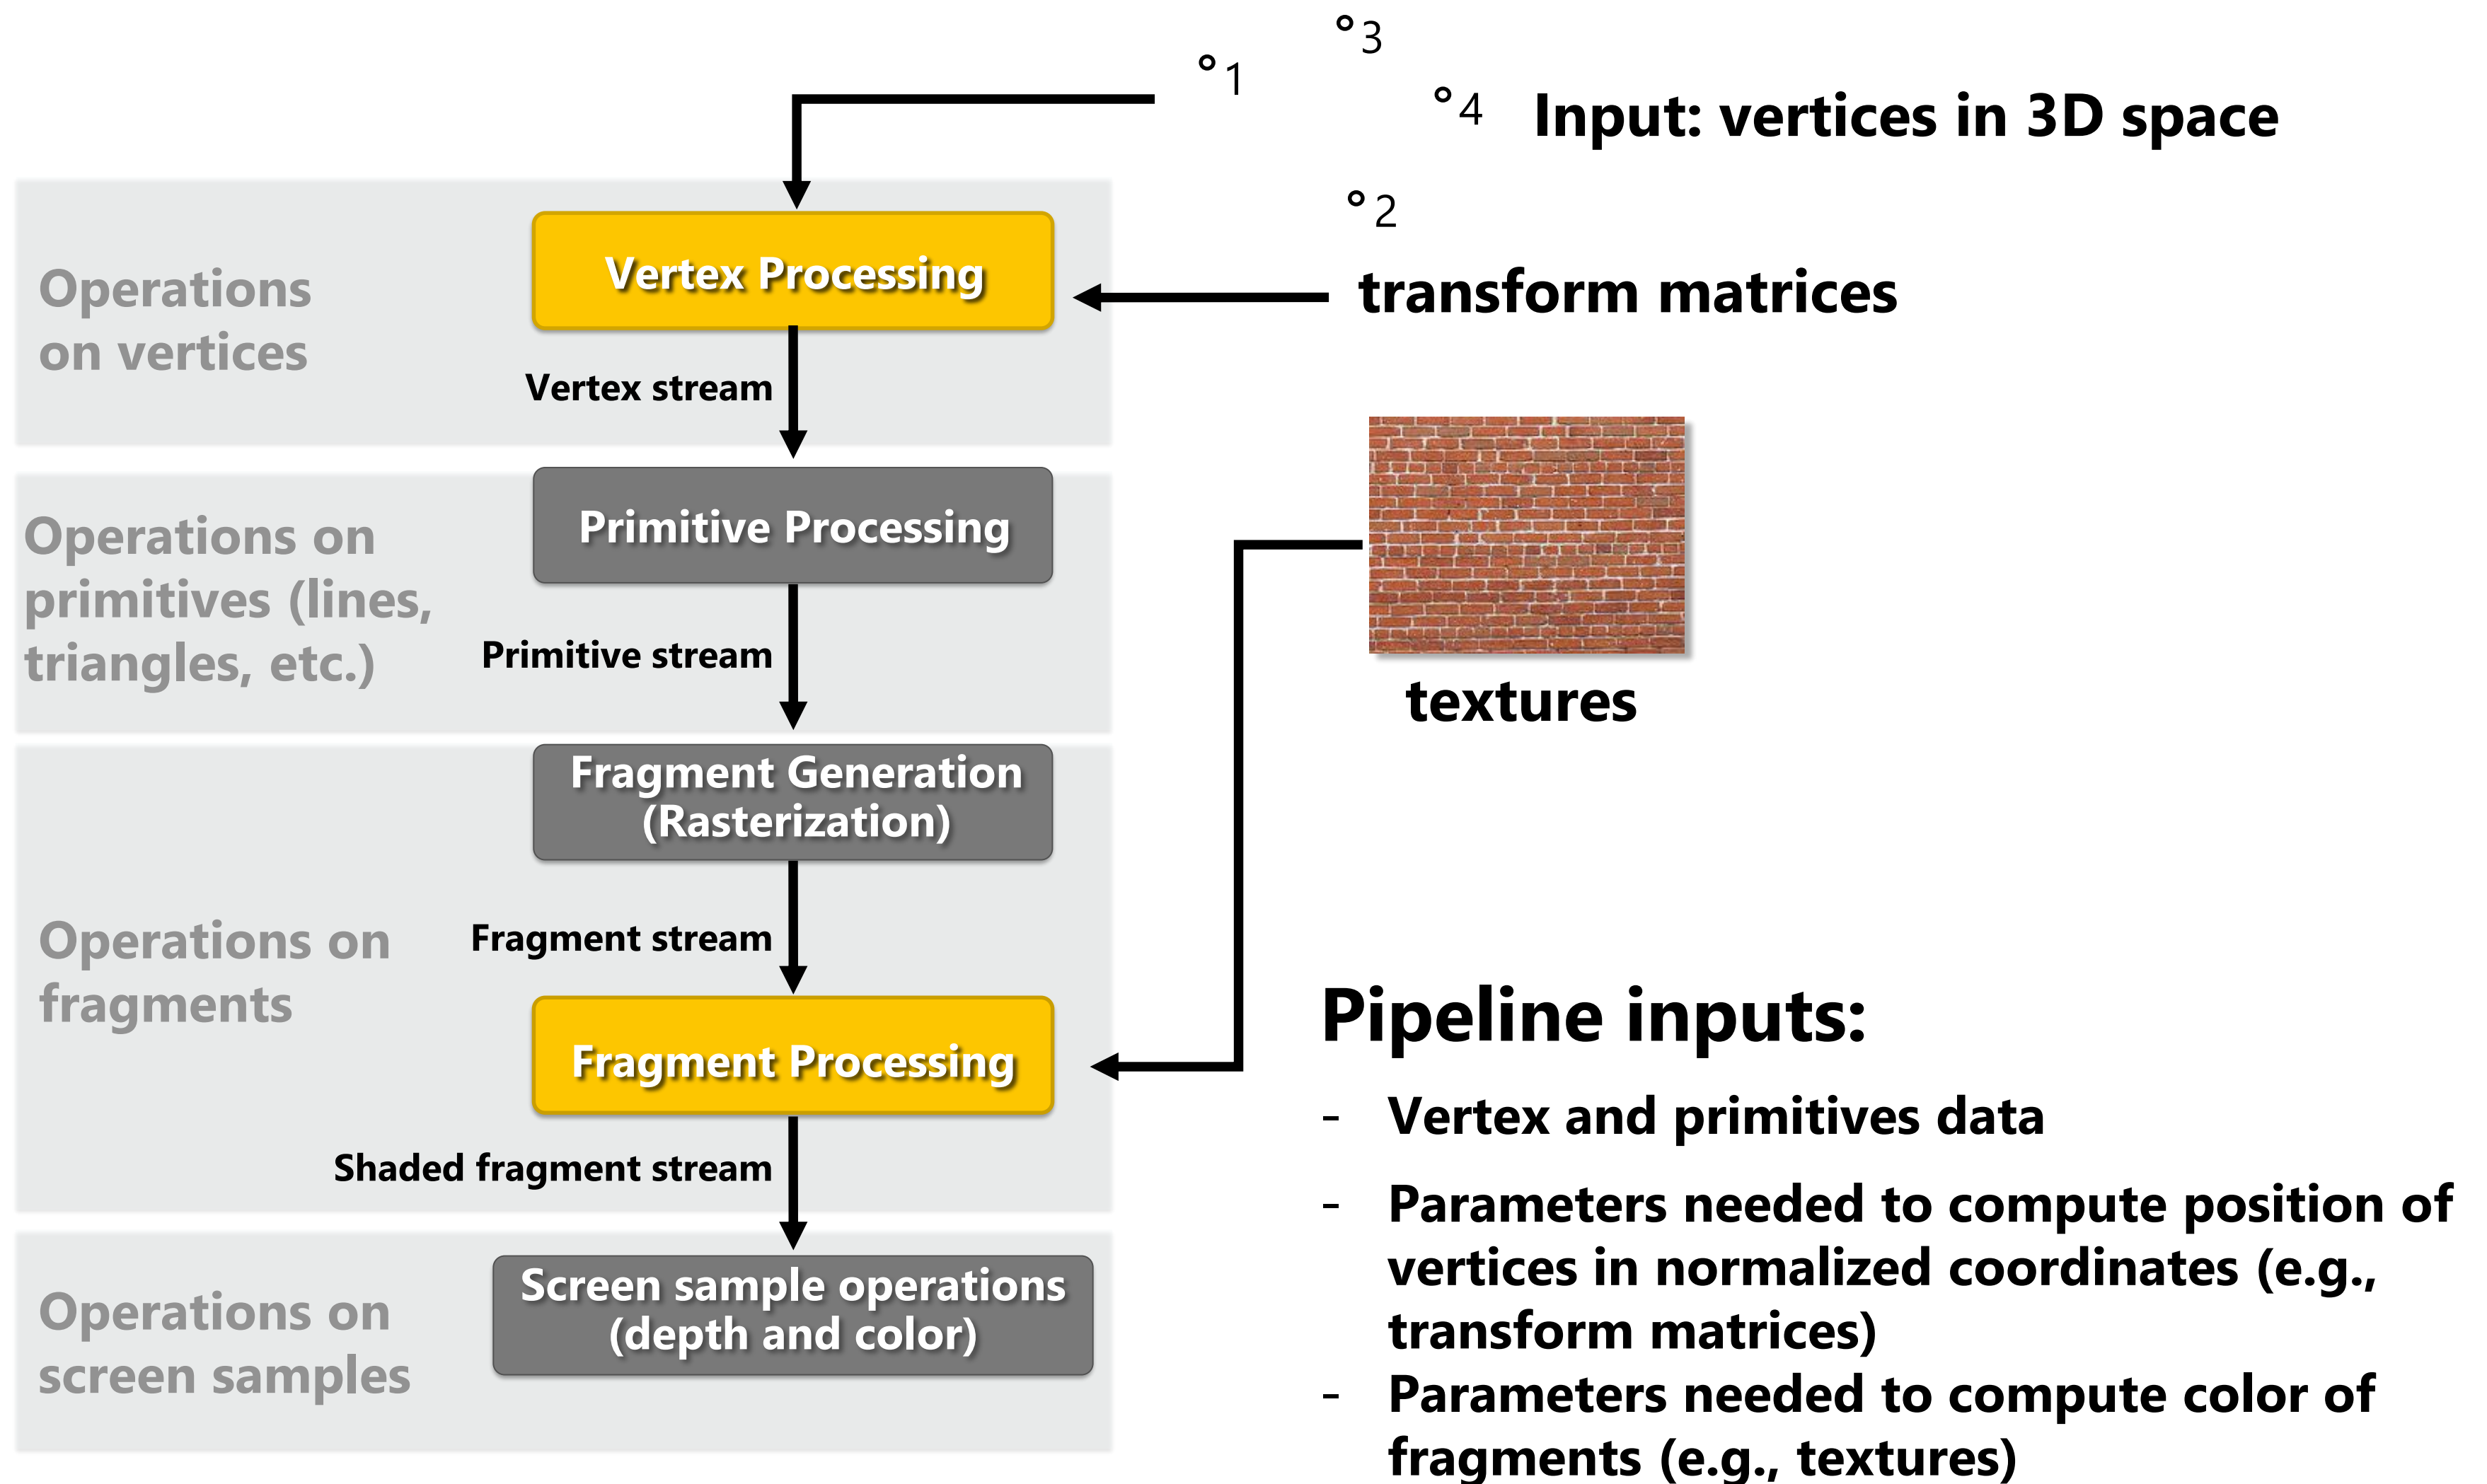 °3
°1
°4
Input: vertices in 3D space
°2
Vertex Processing
transform matrices
Operations
on vertices
Vertex stream
Primitive Processing
Operations on
primitives (lines,
triangles, etc.)
Primitive stream
textures
Fragment Generation
(Rasterization)
Operations on
fragments
Fragment stream
Fragment Processing
Shaded fragment stream
Operations on
screen samples
Screen sample operations
(depth and color)
Pipeline inputs:
- Vertex and primitives data
- Parameters needed to compute position of
vertices in normalized coordinates (e.g.,
transform matrices)
- Parameters needed to compute color of
fragments (e.g., textures)